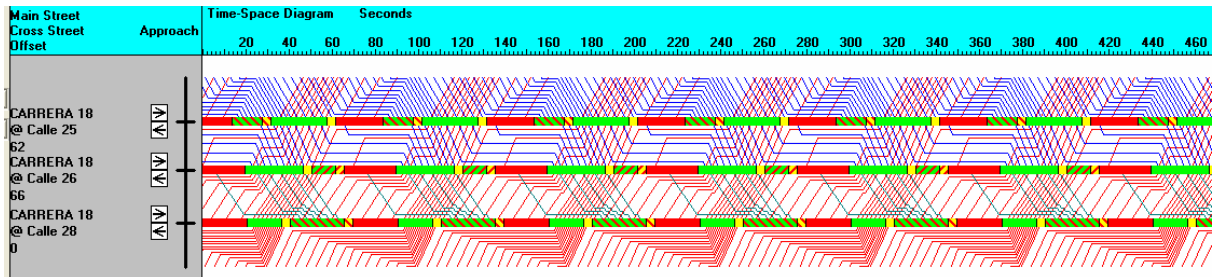 Main Street Time-Space Diagram Seconds
Cross Street Approach
Offset
20 40 60 80 100 120 140 160 180 200 220 240 260 280 300 320 340 360 380 400 420 440 460
CARRERA 18
@ Calle 25
62
CARRERA 18
@ Calle 26
66
CARRERA 18
@ Calle 28
0